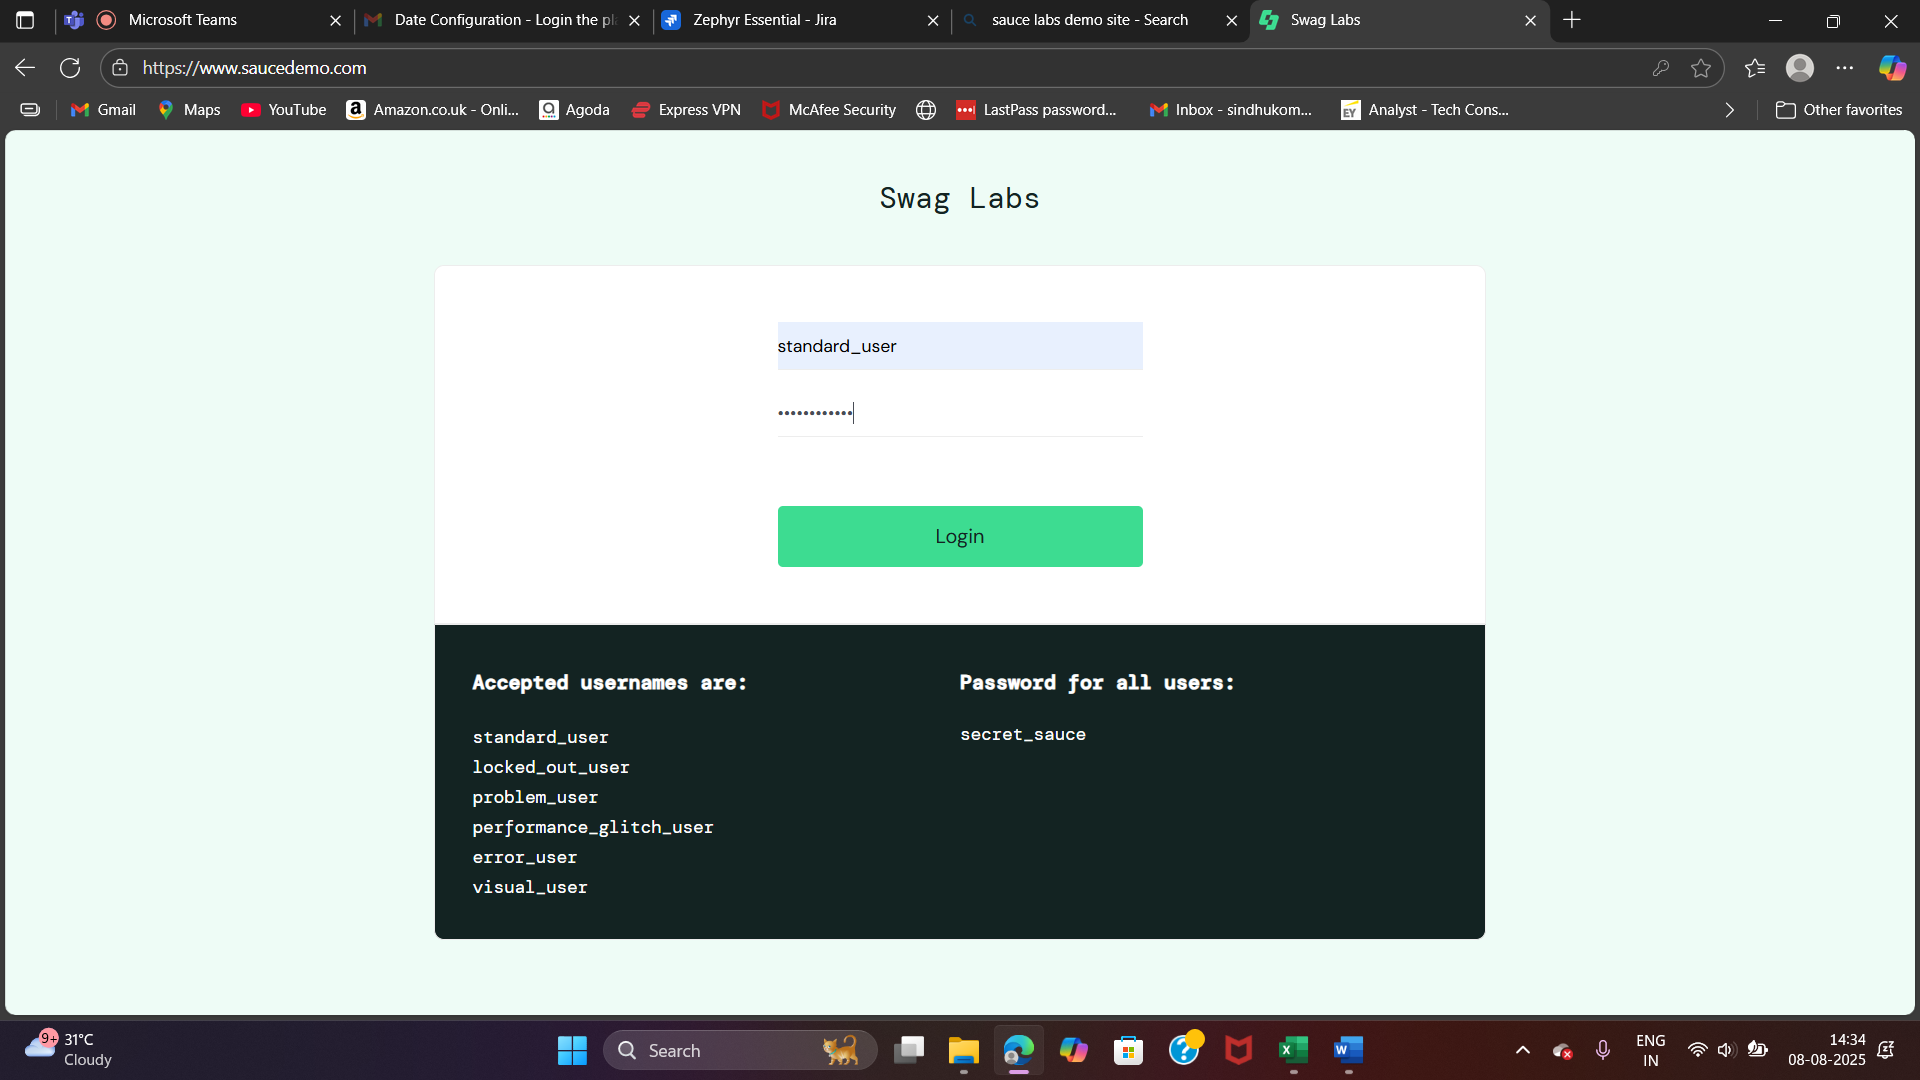 Microsoft Teams
Date Configuration - Login the pl
Zephyr Essential - Jira
sauce labs demo site - Search
Swag Labs
https://www.saucedemo.com
Gmail
Maps
YouTube
Amazon.co.uk - Onli...
Agoda
Express VPN
McAfee Security
LastPass password...
Inbox - sindhukom...
EY
Analyst - Tech Cons...
Other favorites
Swag Labs
standard_user
••••••••••••
Login
Accepted usernames are:
standard_user
locked_out_user
problem_user
performance_glitch_user
error_user
visual_user
Password for all users:
secret_sauce
9+
31°C
Cloudy
Search
ENG
IN
14:34
08-08-2025